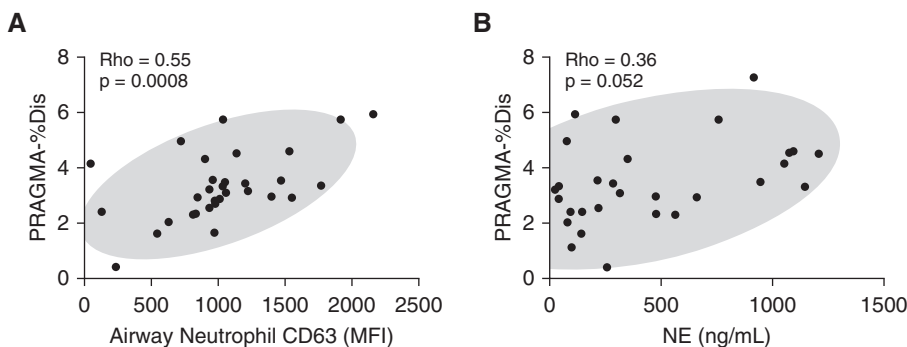 A
Rho = 0.55
p = 0.0008
PRAGMA-%Dis
8
6
4
2
0
0 500 1000 1500 2000 2500
Airway Neutrophil CD63 (MFI)
B
Rho = 0.36
p = 0.052
PRAGMA-%Dis
8
6
4
2
0
0 500 1000 1500
NE (ng/mL)